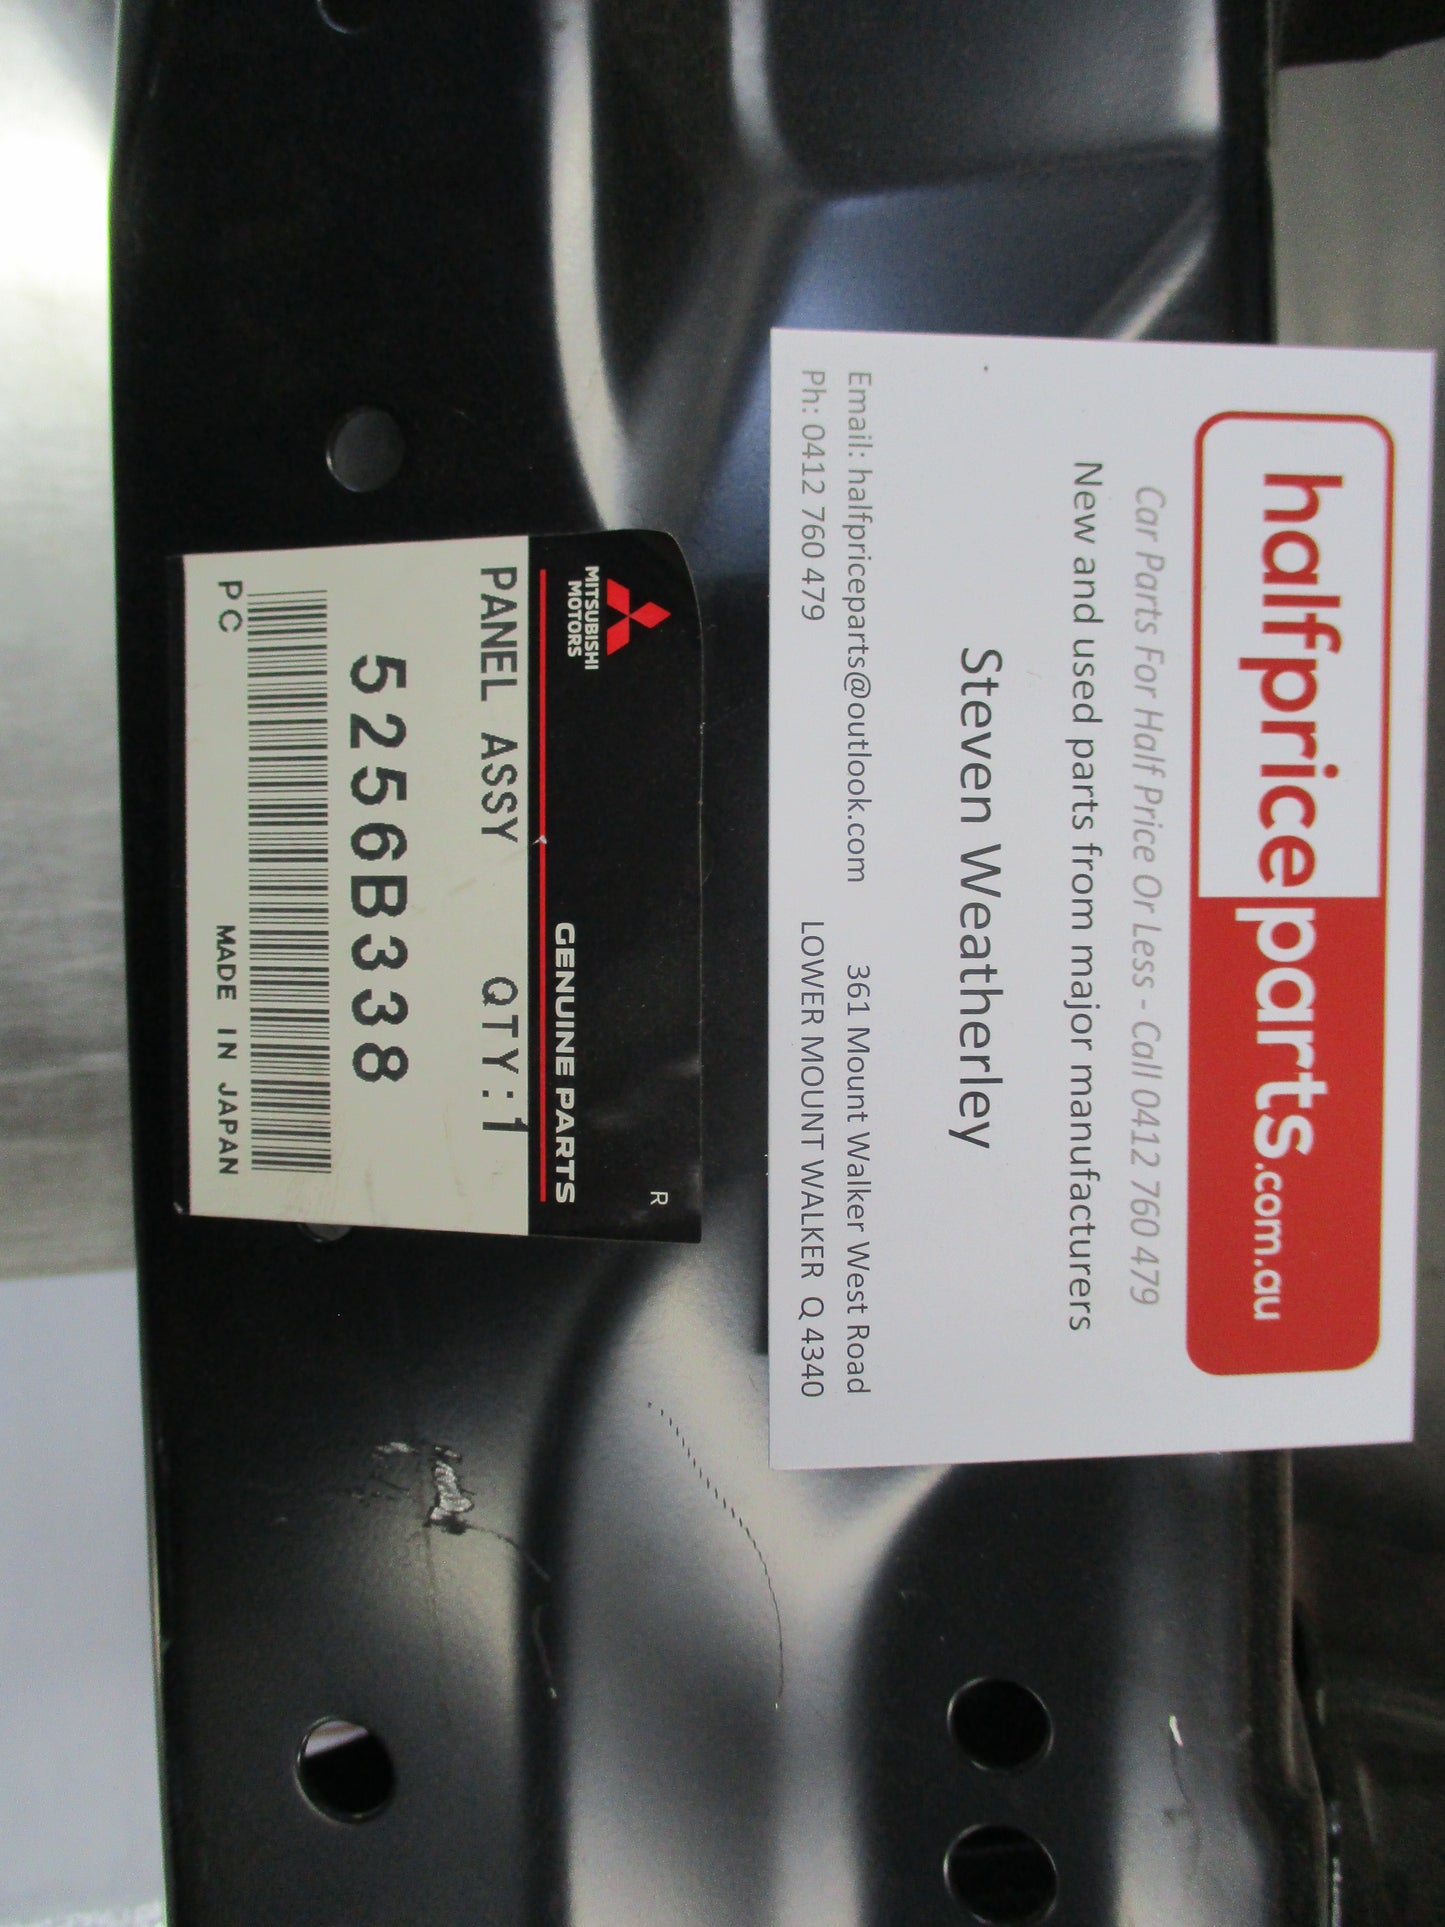 halfpriceparts.com.au
Car Parts For Half Price Or Less - Call 0412 760 479
New and used parts from major manufacturers
Steven Weatherley
Email: halfpriceparts@outlook.com 361 Mount Walker West Road
Ph: 0412 760 479 LOWER MOUNT WALKER Q 4340
R
MITSUBISHI
MOTORS
GENUINE PARTS
PANEL ASSY QTY:1
5256B338
PC MADE IN JAPAN